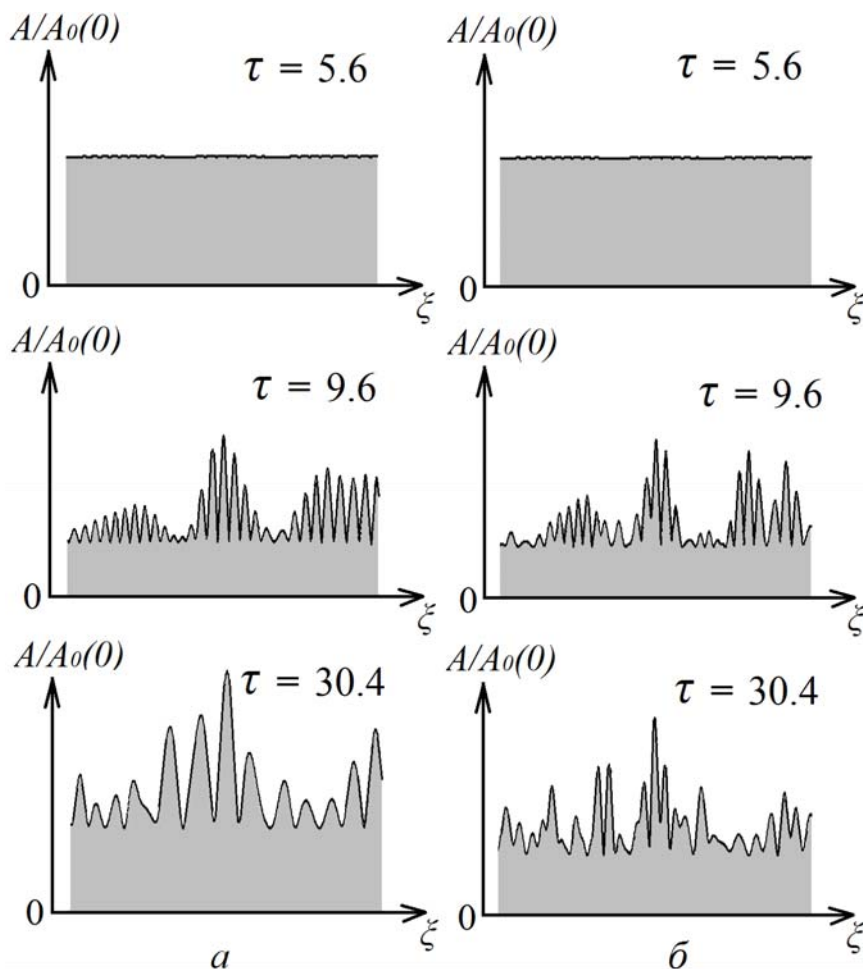 A/A₀(0)
τ = 5.6
0
ξ
A/A₀(0)
τ = 5.6
0
ξ
A/A₀(0)
τ = 9.6
0
ξ
A/A₀(0)
τ = 9.6
0
ξ
A/A₀(0)
τ = 30.4
0
ξ
а
A/A₀(0)
τ = 30.4
0
ξ
б